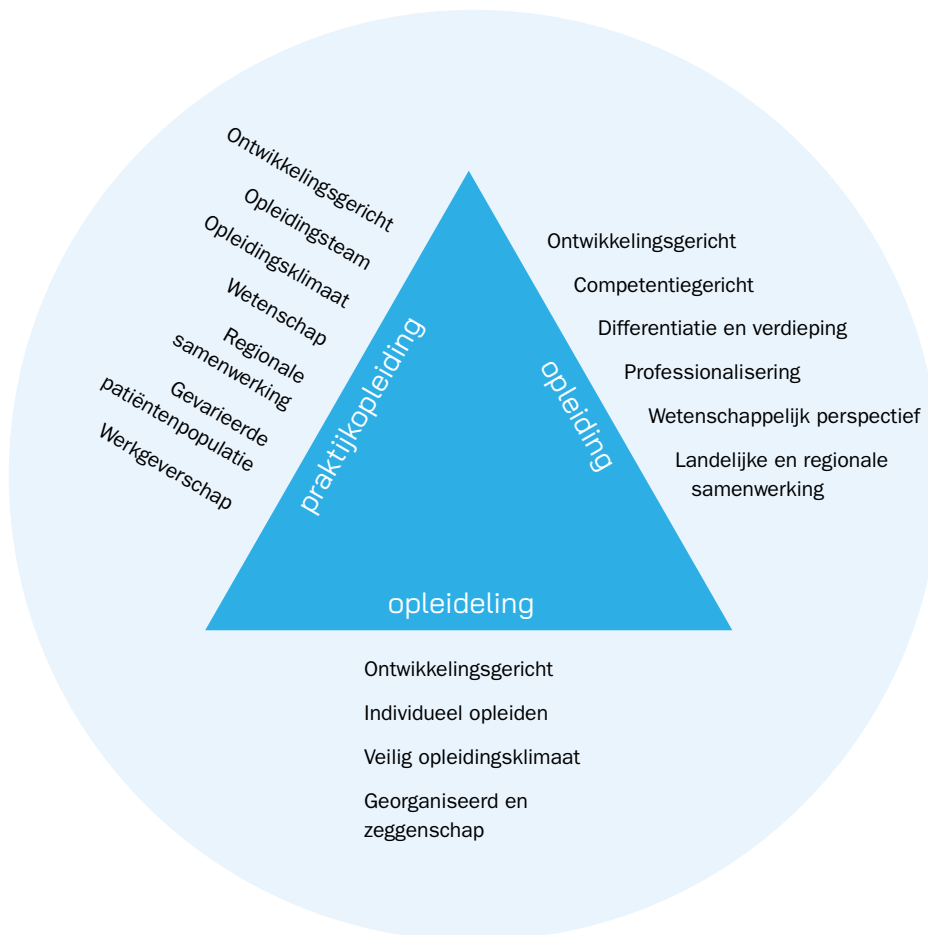 Ontwikkelingsgericht
Opleidingsteam
Opleidingsklimaat
Wetenschap
Regionale
samenwerking
Gevarieerde
patiëntenpopulatie
Werkgeverschap
praktijkopleiding
Ontwikkelingsgericht
Competentiegericht
Differentiatie en verdieping
Professionalisering
Wetenschappelijk perspectief
Landelijke en regionale
samenwerking
opleiding
opleideling
Ontwikkelingsgericht
Individueel opleiden
Veilig opleidingsklimaat
Georganiseerd en
zeggenschap